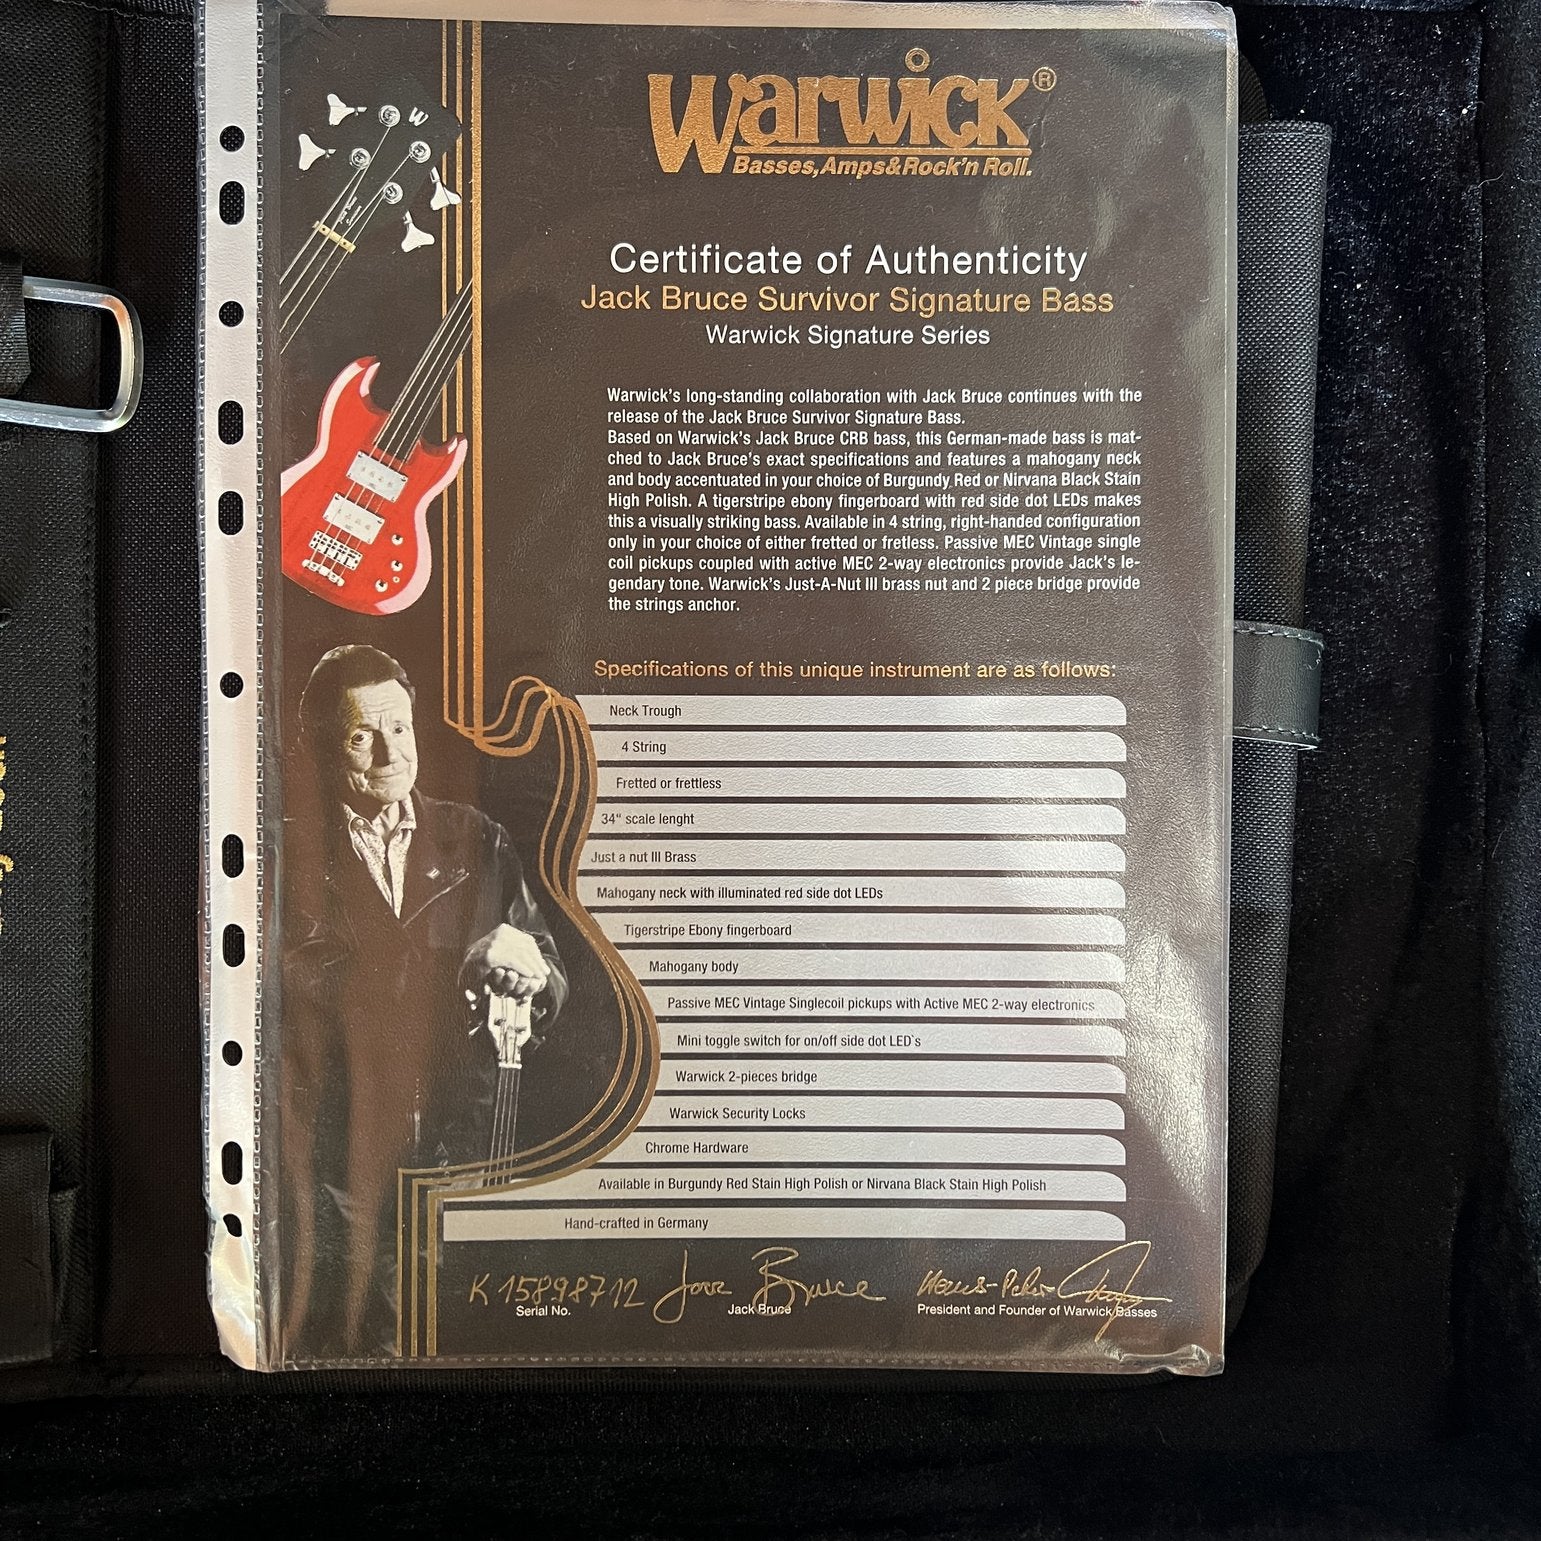 Warwick®
Basses, Amps & Rock'n Roll.
W
Certificate of Authenticity
Jack Bruce Survivor Signature Bass
Warwick Signature Series
Warwick's long-standing collaboration with Jack Bruce continues with the
release of the Jack Bruce Survivor Signature Bass.
Based on Warwick's Jack Bruce CRB bass, this German-made bass is mat-
ched to Jack Bruce's exact specifications and features a mahogany neck
and body accentuated in your choice of Burgundy Red or Nirvana Black Stain
High Polish. A tigerstripe ebony fingerboard with red side dot LEDs makes
this a visually striking bass. Available in 4 string, right-handed configuration
only in your choice of either fretted or fretless. Passive MEC Vintage single
coil pickups coupled with active MEC 2-way electronics provide Jack's le-
gendary tone. Warwick's Just-A-Nut III brass nut and 2 piece bridge provide
the strings anchor.
Specifications of this unique instrument are as follows:
Neck Trough
4 String
Fretted or frettless
34“ scale lenght
Just a nut III Brass
Mahogany neck with illuminated red side dot LEDs
Tigerstripe Ebony fingerboard
Mahogany body
Passive MEC Vintage Singlecoil pickups with Active MEC 2-way electronics
Mini toggle switch for on/off side dot LED`s
Warwick 2-pieces bridge
Warwick Security Locks
Chrome Hardware
Available in Burgundy Red Stain High Polish or Nirvana Black Stain High Polish
Hand-crafted in Germany
K 15898712 Jack Bruce
Serial No. Jack Bruce President and Founder of Warwick Basses